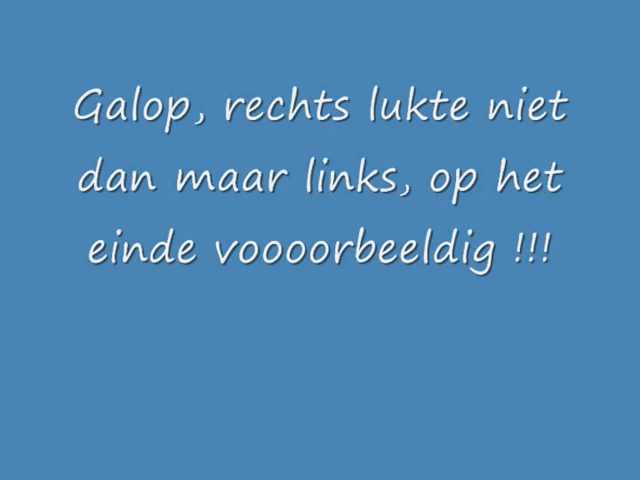 Galop, rechts lukte niet
dan maar links, op het
einde voooorbeeldig !!!